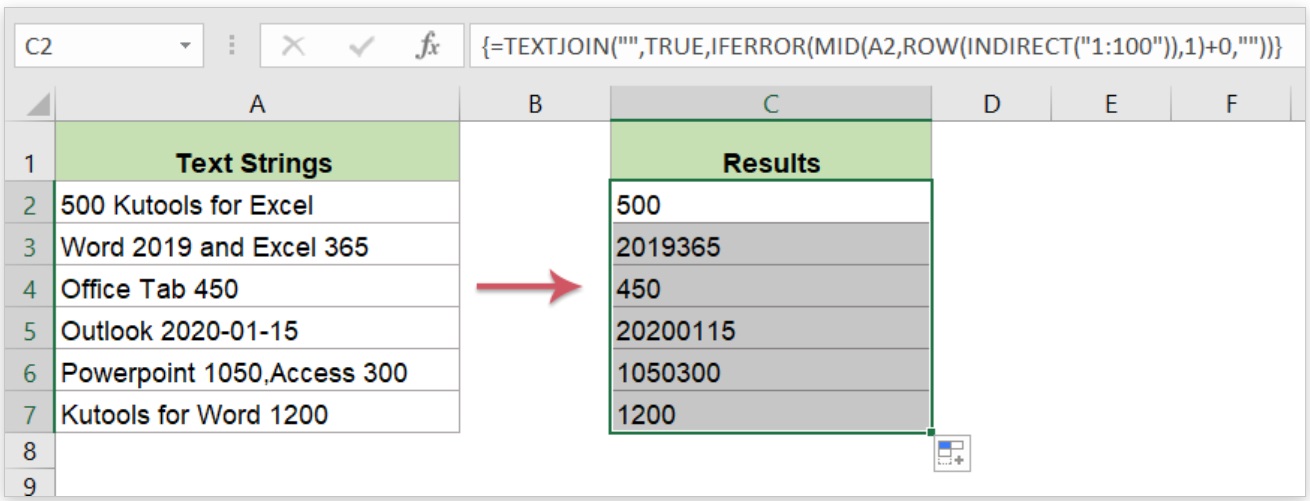 C2 fx {=TEXTJOIN("",TRUE,IFERROR(MID(A2,ROW(INDIRECT("1:100")),1)+0,""))}
A B C D E F
1 Text Strings Results
2 500 Kutools for Excel 500
3 Word 2019 and Excel 365 2019365
4 Office Tab 450 450
5 Outlook 2020-01-15 20200115
6 Powerpoint 1050,Access 300 1050300
7 Kutools for Word 1200 1200
8
9